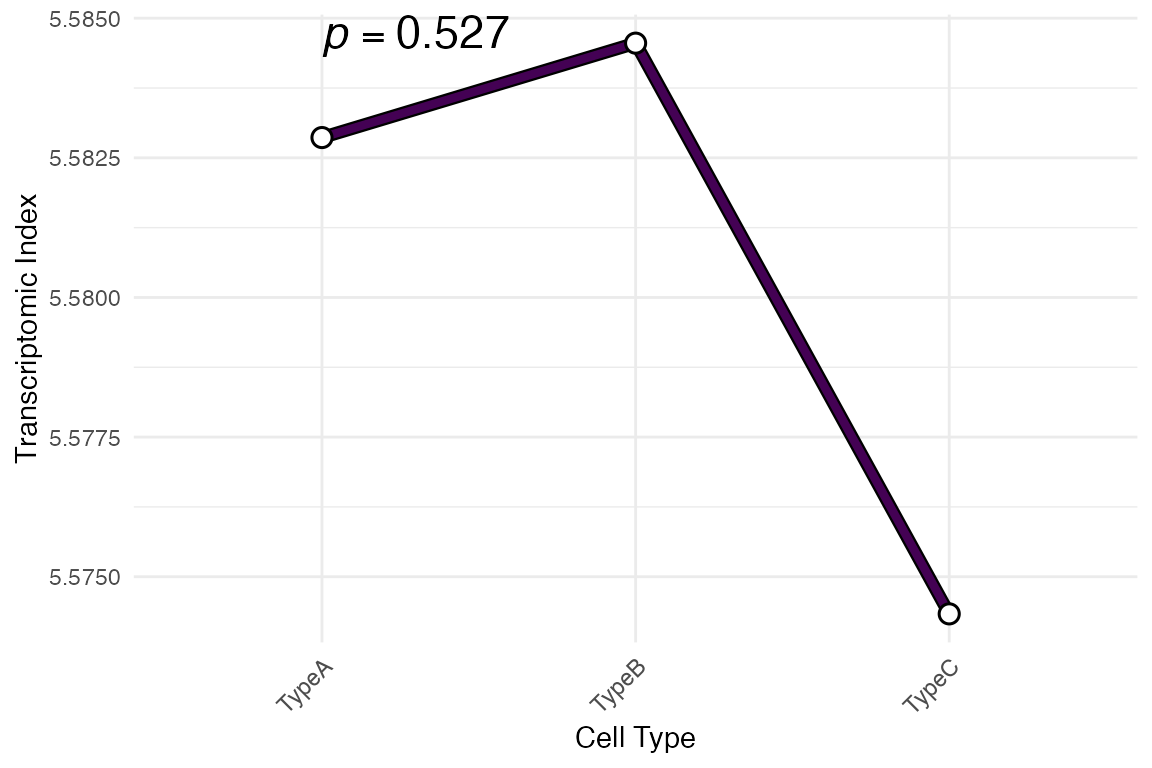 p = 0.527
5.5850
5.5825
5.5800
5.5775
5.5750
Transcriptomic Index
TypeA
TypeB
TypeC
Cell Type